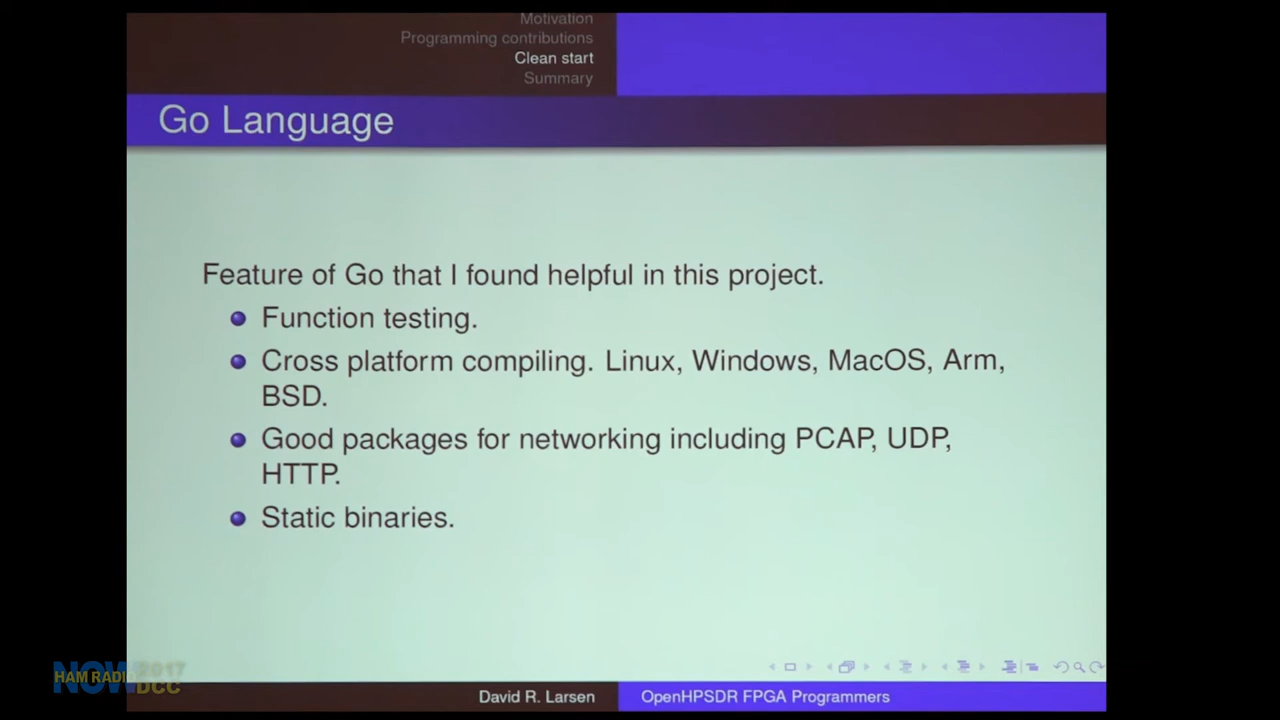 Motivation
Programming contributions
Clean start
Summary
Go Language
Feature of Go that I found helpful in this project.
Function testing.
Cross platform compiling. Linux, Windows, MacOS, Arm,
BSD.
Good packages for networking including PCAP, UDP,
HTTP.
Static binaries.
David R. Larsen
OpenHPSDR FPGA Programmers
HAM RADIO
NOW
2017
DCC